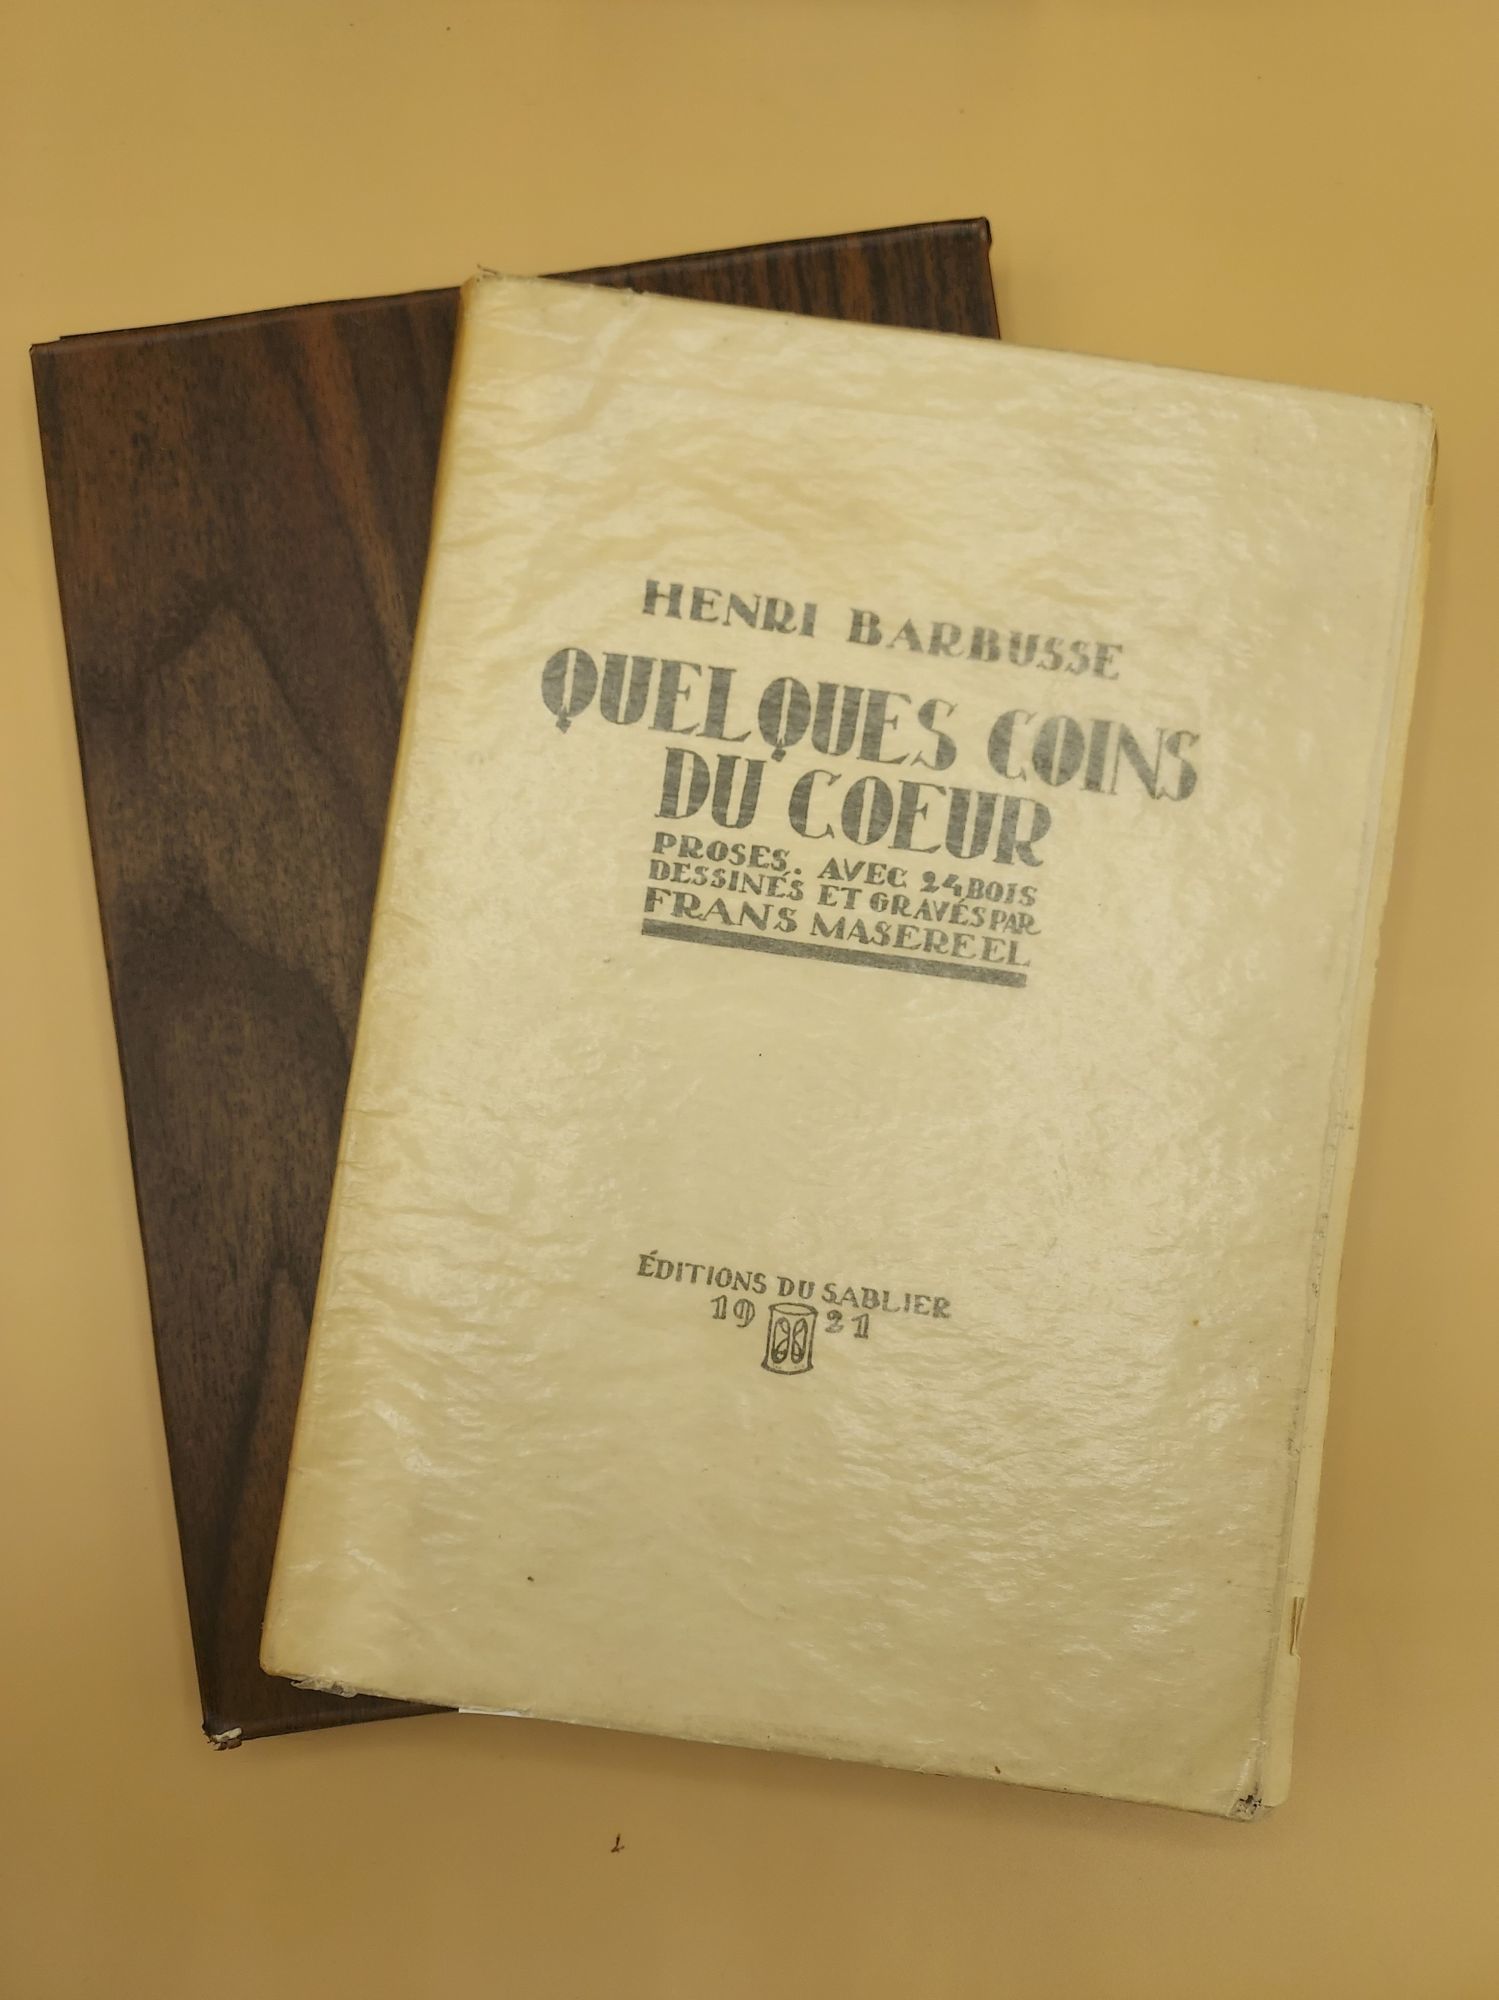 HENRI BARBUSSE
QUELQUES COINS
DU COEUR
PROSES. AVEC 24 BOIS
DESSINÉS ET GRAVÉS PAR
FRANS MASEREEL
ÉDITIONS DU SABLIER
19 21